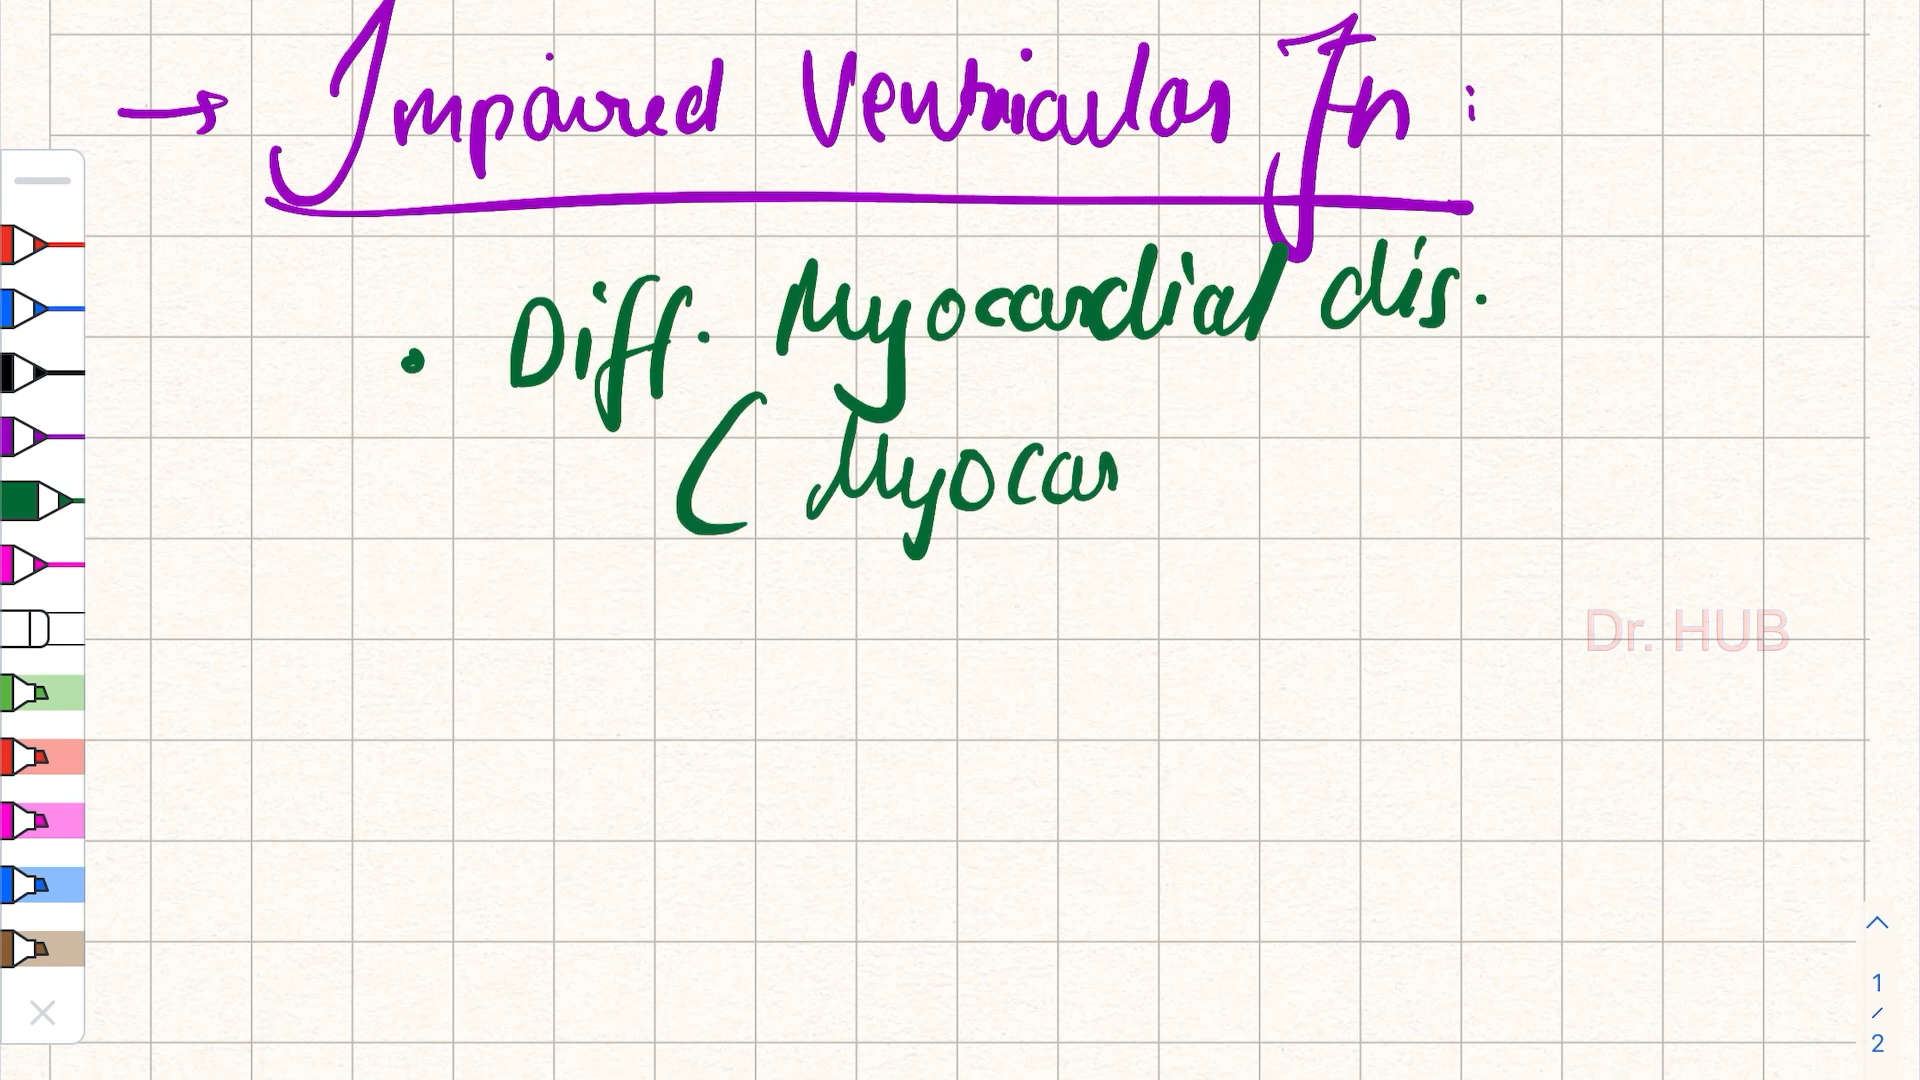 → Impaired Ventricular Fn :
• Diff. Myocardial dis.
( Myocar
Dr. HUB
1
/
2